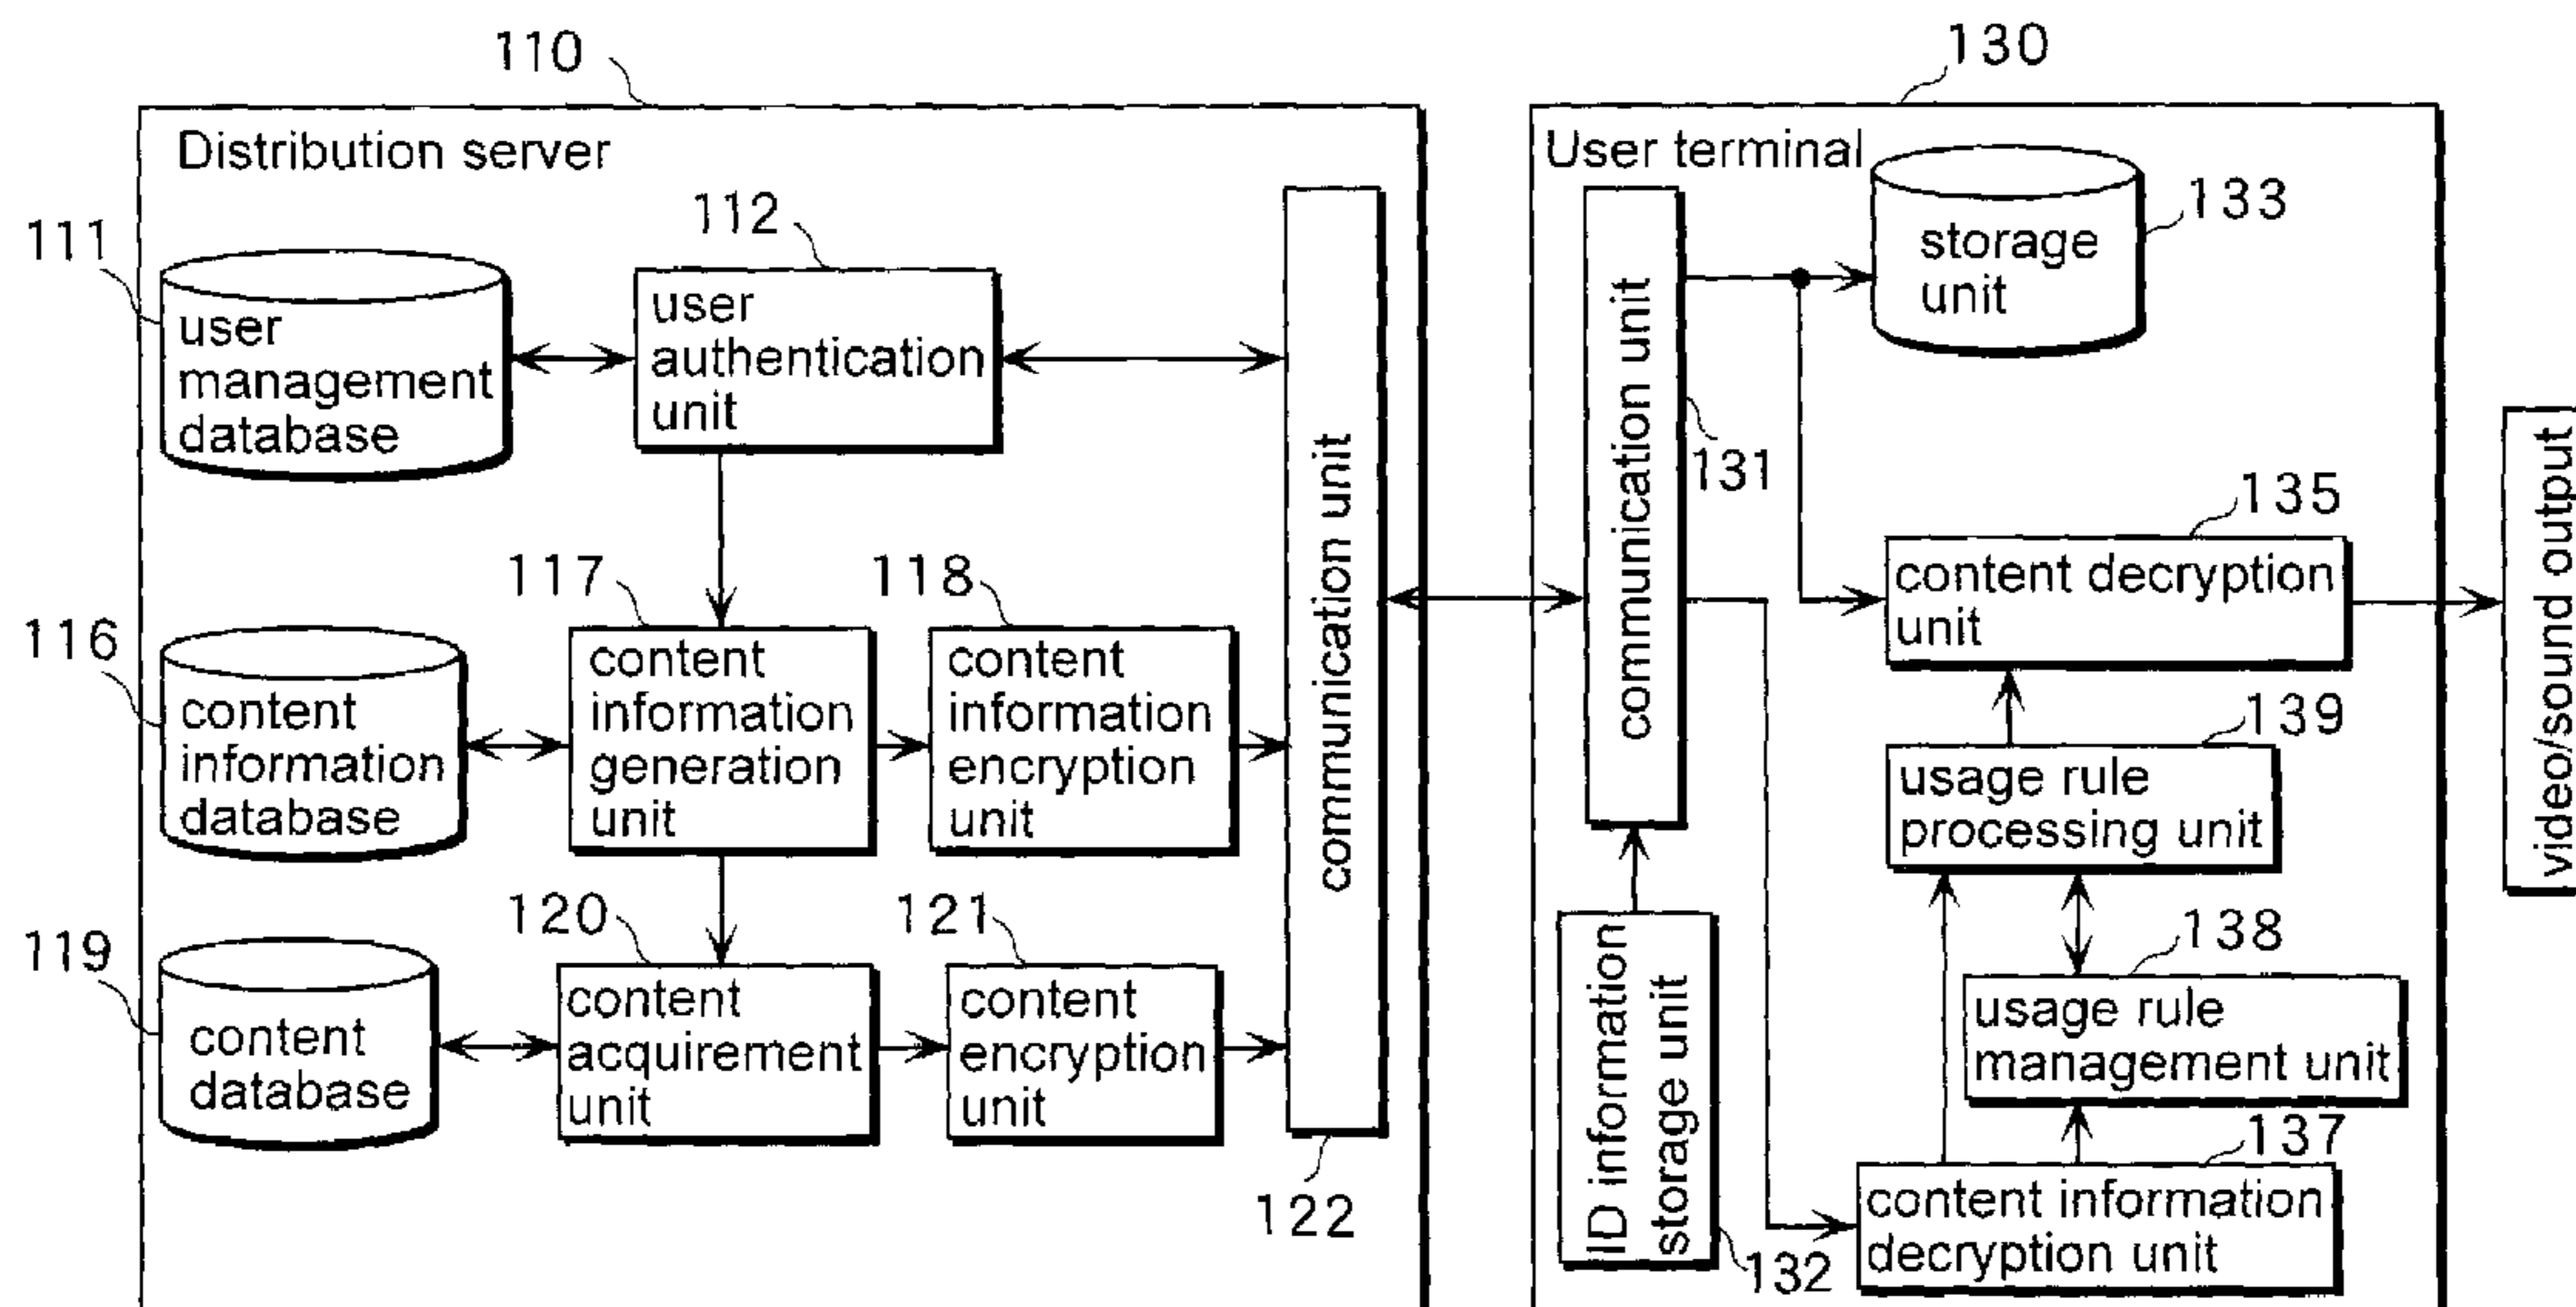 110
130
Distribution server
User terminal
111
112
133
user
management
database
user
authentication
unit
communication unit
122
communication unit
131
storage
unit
116
117
118
135
content
information
database
content
information
generation
unit
content
information
encryption
unit
content decryption
unit
video/sound output
139
usage rule
processing unit
119
120
121
content
database
content
acquirement
unit
content
encryption
unit
ID information
storage unit
132
138
usage rule
management unit
137
content information
decryption unit